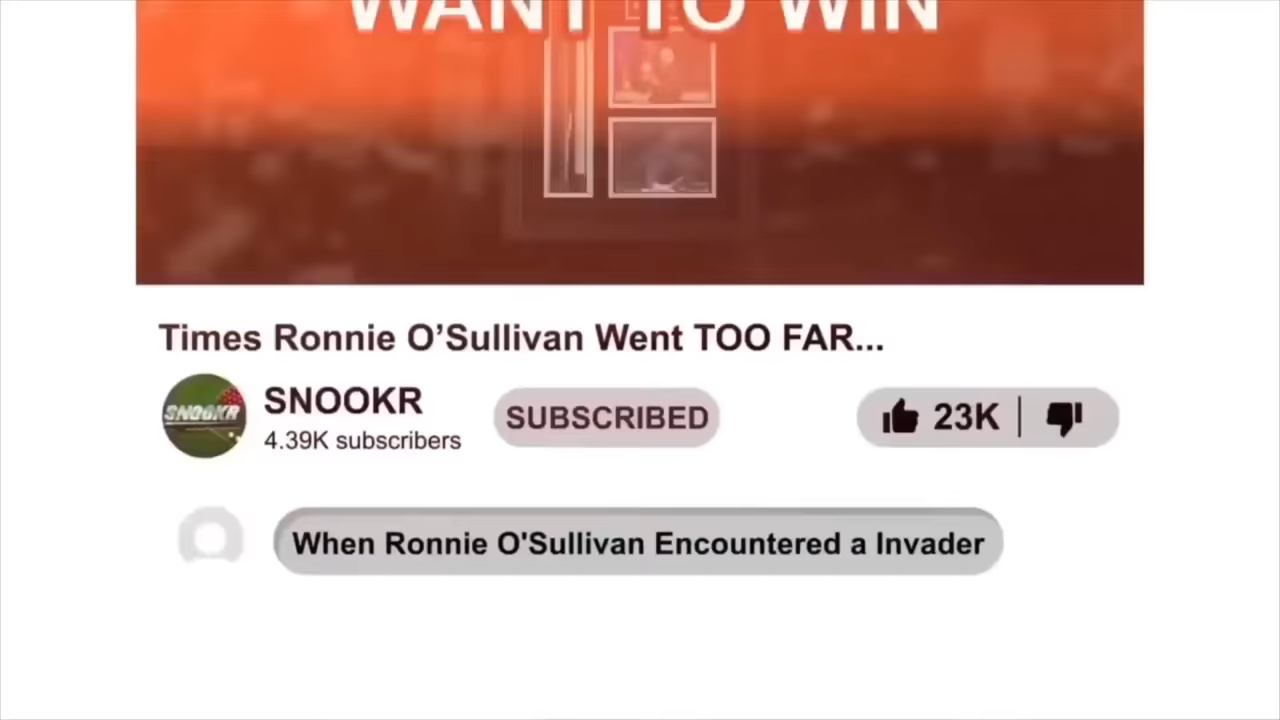 WANT TO WIN
Times Ronnie O’Sullivan Went TOO FAR...
SNOOKR
SNOOKR
4.39K subscribers
SUBSCRIBED
23K
When Ronnie O'Sullivan Encountered a Invader